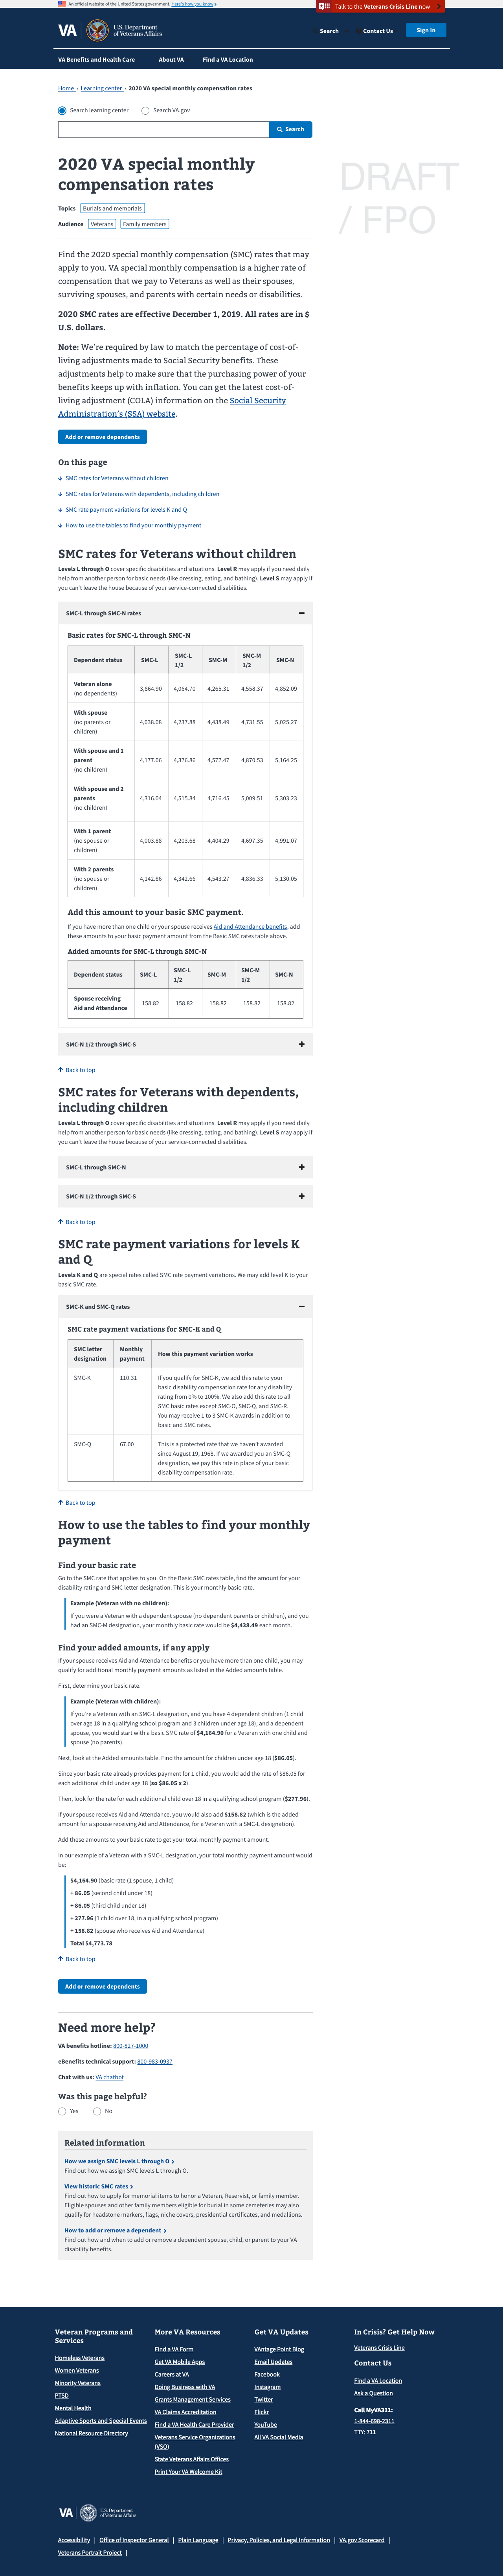 An official website of the United States government. Here's how you know
Talk to the Veterans Crisis Line now
VA
U.S. Department
of Veterans Affairs
Search
Contact Us
Sign In
VA Benefits and Health Care
About VA
Find a VA Location
Home › Learning center › 2020 VA special monthly compensation rates
Search learning center
Search VA.gov
Search
DRAFT
/ FPO
2020 VA special monthly
compensation rates
Topics Burials and memorials
Audience Veterans Family members
Find the 2020 special monthly compensation (SMC) rates that may
apply to you. VA special monthly compensation is a higher rate of
compensation that we pay to Veterans as well as their spouses,
surviving spouses, and parents with certain needs or disabilities.
2020 SMC rates are effective December 1, 2019. All rates are in $
U.S. dollars.
Note: We're required by law to match the percentage of cost-of-
living adjustments made to Social Security benefits. These
adjustments help to make sure that the purchasing power of your
benefits keeps up with inflation. You can get the latest cost-of-
living adjustment (COLA) information on the Social Security
Administration's (SSA) website.
Add or remove dependents
On this page
SMC rates for Veterans without children
SMC rates for Veterans with dependents, including children
SMC rate payment variations for levels K and Q
How to use the tables to find your monthly payment
SMC rates for Veterans without children
Levels L through O cover specific disabilities and situations. Level R may apply if you need daily
help from another person for basic needs (like dressing, eating, and bathing). Level S may apply if
you can't leave the house because of your service-connected disabilities.
SMC-L through SMC-N rates
Basic rates for SMC-L through SMC-N
Dependent status SMC-L SMC-L 1/2 SMC-M SMC-M 1/2 SMC-N
Veteran alone
(no dependents) 3,864.90 4,064.70 4,265.31 4,558.37 4,852.09
With spouse
(no parents or
children) 4,038.08 4,237.88 4,438.49 4,731.55 5,025.27
With spouse and 1
parent
(no children) 4,177.06 4,376.86 4,577.47 4,870.53 5,164.25
With spouse and 2
parents
(no children) 4,316.04 4,515.84 4,716.45 5,009.51 5,303.23
With 1 parent
(no spouse or
children) 4,003.88 4,203.68 4,404.29 4,697.35 4,991.07
With 2 parents
(no spouse or
children) 4,142.86 4,342.66 4,543.27 4,836.33 5,130.05
Add this amount to your basic SMC payment.
If you have more than one child or your spouse receives Aid and Attendance benefits, add
these amounts to your basic payment amount from the Basic SMC rates table above.
Added amounts for SMC-L through SMC-N
Dependent status SMC-L SMC-L 1/2 SMC-M SMC-M 1/2 SMC-N
Spouse receiving
Aid and Attendance 158.82 158.82 158.82 158.82 158.82
SMC-N 1/2 through SMC-S
Back to top
SMC rates for Veterans with dependents,
including children
Levels L through O cover specific disabilities and situations. Level R may apply if you need daily
help from another person for basic needs (like dressing, eating, and bathing). Level S may apply if
you can't leave the house because of your service-connected disabilities.
SMC-L through SMC-N
SMC-N 1/2 through SMC-S
Back to top
SMC rate payment variations for levels K
and Q
Levels K and Q are special rates called SMC rate payment variations. We may add level K to your
basic SMC rate.
SMC-K and SMC-Q rates
SMC rate payment variations for SMC-K and Q
SMC letter designation Monthly payment How this payment variation works
SMC-K 110.31 If you qualify for SMC-K, we add this rate to your
basic disability compensation rate for any disability
rating from 0% to 100%. We also add this rate to all
SMC basic rates except SMC-O, SMC-Q, and SMC-R.
You may receive 1 to 3 SMC-K awards in addition to
basic and SMC rates.
SMC-Q 67.00 This is a protected rate that we haven't awarded
since August 19, 1968. If we awarded you an SMC-Q
designation, we pay this rate in place of your basic
disability compensation rate.
Back to top
How to use the tables to find your monthly
payment
Find your basic rate
Go to the SMC rate that applies to you. On the Basic SMC rates table, find the amount for your
disability rating and SMC letter designation. This is your monthly basic rate.
Example (Veteran with no children):
If you were a Veteran with a dependent spouse (no dependent parents or children), and you
had an SMC-M designation, your monthly basic rate would be $4,438.49 each month.
Find your added amounts, if any apply
If your spouse receives Aid and Attendance benefits or you have more than one child, you may
qualify for additional monthly payment amounts as listed in the Added amounts table.
First, determine your basic rate.
Example (Veteran with children):
If you're a Veteran with an SMC-L designation, and you have 4 dependent children (1 child
over age 18 in a qualifying school program and 3 children under age 18), and a dependent
spouse, you would start with a basic SMC rate of $4,164.90 for a Veteran with one child and
spouse (no parents).
Next, look at the Added amounts table. Find the amount for children under age 18 ($86.05).
Since your basic rate already provides payment for 1 child, you would add the rate of $86.05 for
each additional child under age 18 (so $86.05 x 2).
Then, look for the rate for each additional child over 18 in a qualifying school program ($277.96).
If your spouse receives Aid and Attendance, you would also add $158.82 (which is the added
amount for a spouse receiving Aid and Attendance, for a Veteran with a SMC-L designation).
Add these amounts to your basic rate to get your total monthly payment amount.
In our example of a Veteran with a SMC-L designation, your total monthly payment amount would
be:
$4,164.90 (basic rate (1 spouse, 1 child)
+ 86.05 (second child under 18)
+ 86.05 (third child under 18)
+ 277.96 (1 child over 18, in a qualifying school program)
+ 158.82 (spouse who receives Aid and Attendance)
Total $4,773.78
Back to top
Add or remove dependents
Need more help?
VA benefits hotline: 800-827-1000
eBenefits technical support: 800-983-0937
Chat with us: VA chatbot
Was this page helpful?
Yes
No
Related information
How we assign SMC levels L through O
Find out how we assign SMC levels L through O.
View historic SMC rates
Find out how to apply for memorial items to honor a Veteran, Reservist, or family member.
Eligible spouses and other family members eligible for burial in some cemeteries may also
qualify for headstone markers, flags, niche covers, presidential certificates, and medallions.
How to add or remove a dependent
Find out how and when to add or remove a dependent spouse, child, or parent to your VA
disability benefits.
Veteran Programs and
Services
Homeless Veterans
Women Veterans
Minority Veterans
PTSD
Mental Health
Adaptive Sports and Special Events
National Resource Directory
More VA Resources
Find a VA Form
Get VA Mobile Apps
Careers at VA
Doing Business with VA
Grants Management Services
VA Claims Accreditation
Find a VA Health Care Provider
Veterans Service Organizations
(VSO)
State Veterans Affairs Offices
Print Your VA Welcome Kit
Get VA Updates
VAntage Point Blog
Email Updates
Facebook
Instagram
Twitter
Flickr
YouTube
All VA Social Media
In Crisis? Get Help Now
Veterans Crisis Line
Contact Us
Find a VA Location
Ask a Question
Call MyVA311:
1-844-698-2311
TTY: 711
VA
U.S. Department
of Veterans Affairs
Accessibility | Office of Inspector General | Plain Language | Privacy, Policies, and Legal Information | VA.gov Scorecard |
Veterans Portrait Project |